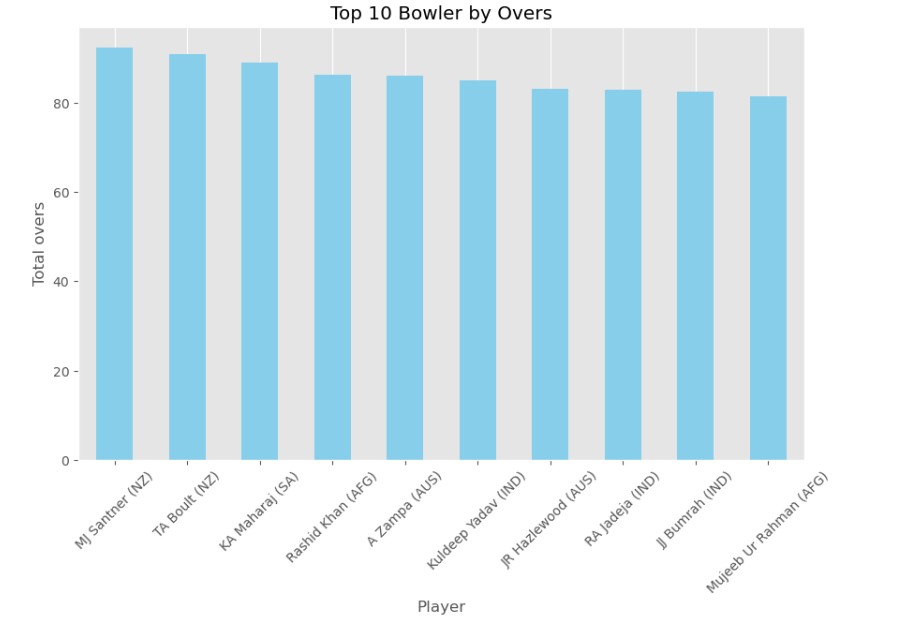 Top 10 Bowler by Overs
Total overs
80
60
40
20
0
MJ Santner (NZ)
TA Boult (NZ)
KA Maharaj (SA)
Rashid Khan (AFG)
A Zampa (AUS)
Kuldeep Yadav (IND)
JR Hazlewood (AUS)
RA Jadeja (IND)
JJ Bumrah (IND)
Mujeeb Ur Rahman (AFG)
Player